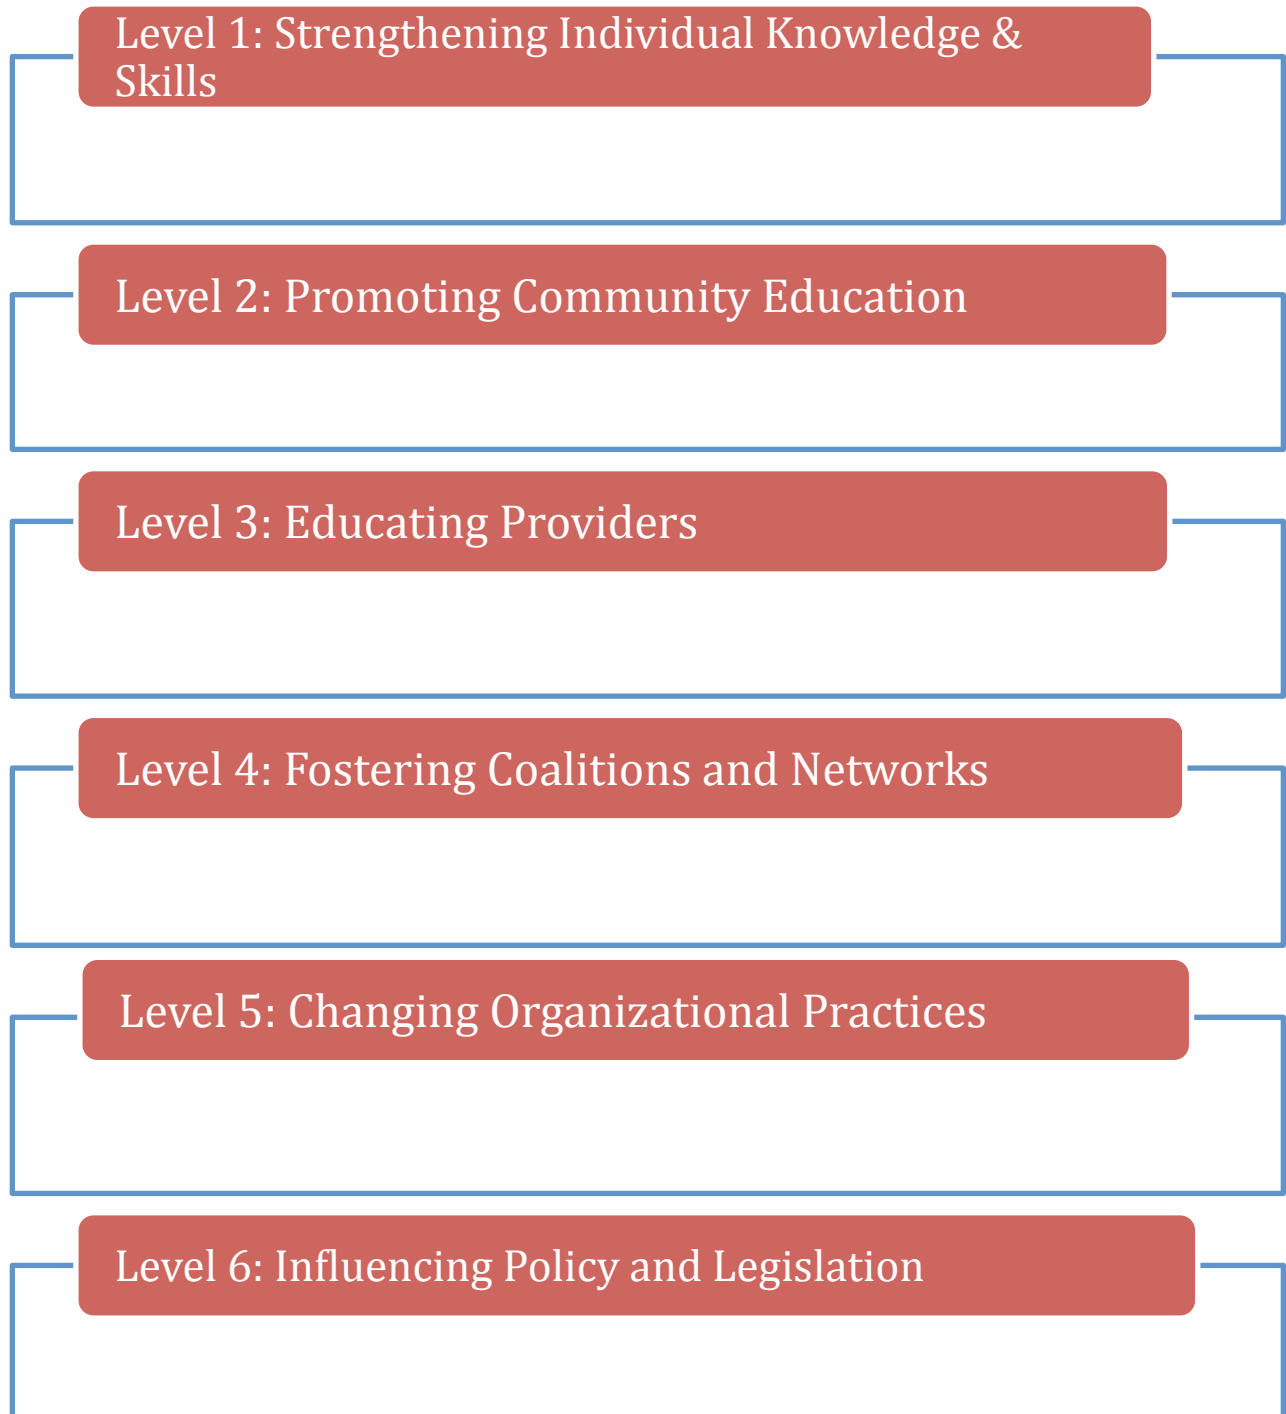 Level 1: Strengthening Individual Knowledge &
Skills
Level 2: Promoting Community Education
Level 3: Educating Providers
Level 4: Fostering Coalitions and Networks
Level 5: Changing Organizational Practices
Level 6: Influencing Policy and Legislation